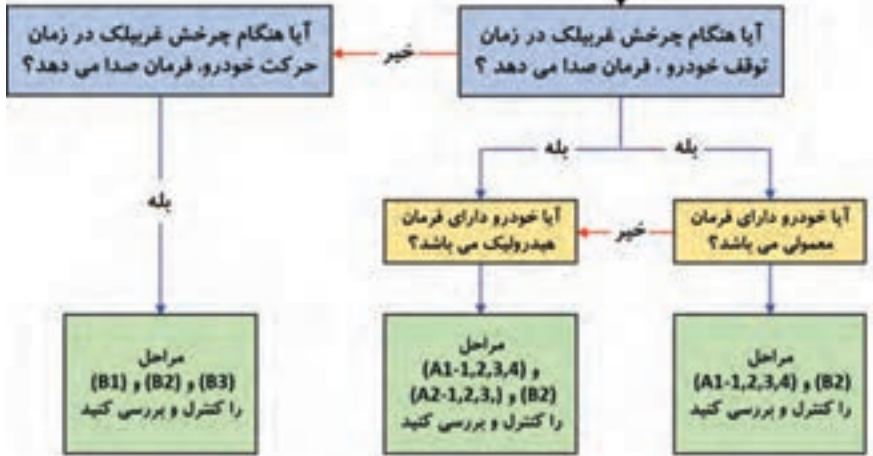 آیا هنگام چرخش غربیلک در زمان
توقف خودرو ، فرمان صدا می دهد ؟
خیر
آیا هنگام چرخش غربیلک در زمان
حرکت خودرو، فرمان صدا می دهد؟
بله
بله
بله
آیا خودرو دارای فرمان
معمولی می باشد؟
خیر
آیا خودرو دارای فرمان
هیدرولیک می باشد؟
مراحل
(A1-1,2,3,4) و (B2)
را کنترل و بررسی کنید
مراحل
(A1-1,2,3,4) و
(A2-1,2,3,) و (B2)
را کنترل و بررسی کنید
مراحل
(B1) و (B2) و (B3)
را کنترل و بررسی کنید